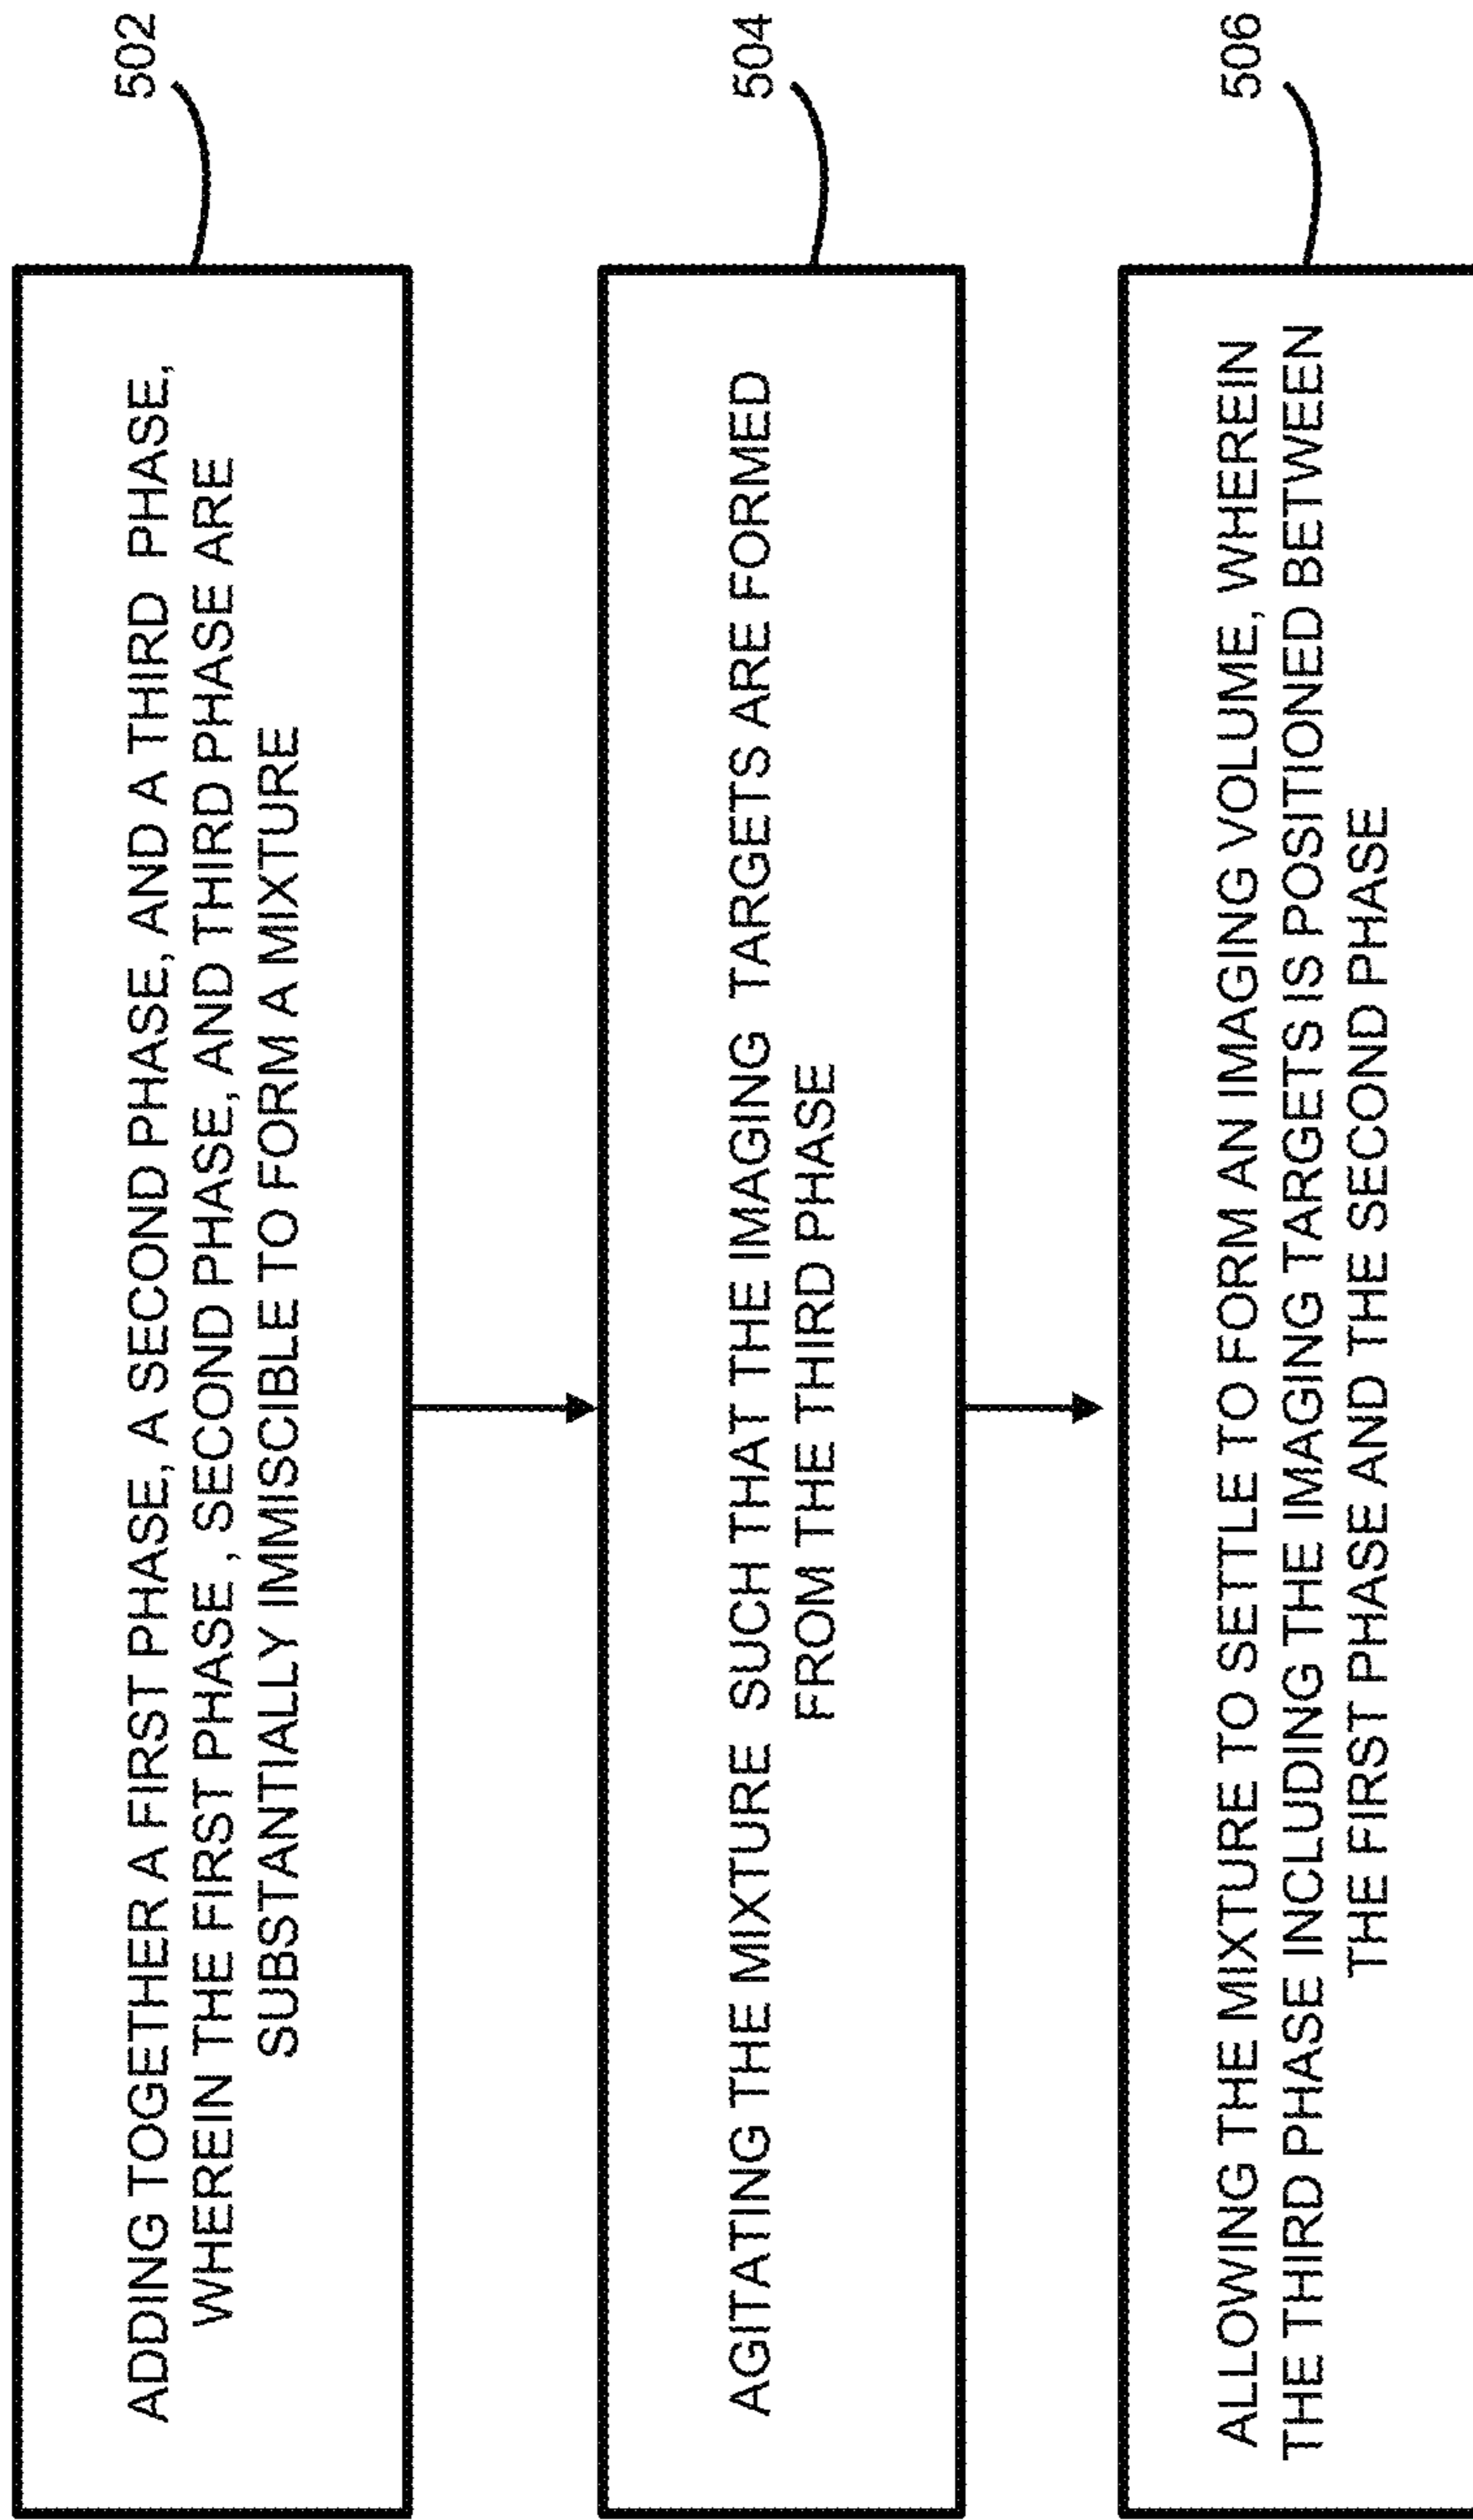 502
ADDING TOGETHER A FIRST PHASE, A SECOND PHASE, AND A THIRD PHASE,
WHEREIN THE FIRST PHASE , SECOND PHASE, AND THIRD PHASE ARE
SUBSTANTIALLY IMMISCIBLE TO FORM A MIXTURE
504
AGITATING THE MIXTURE SUCH THAT THE IMAGING TARGETS ARE FORMED
FROM THE THIRD PHASE
506
ALLOWING THE MIXTURE TO SETTLE TO FORM AN IMAGING VOLUME, WHEREIN
THE THIRD PHASE INCLUDING THE IMAGING TARGETS IS POSITIONED BETWEEN
THE FIRST PHASE AND THE SECOND PHASE